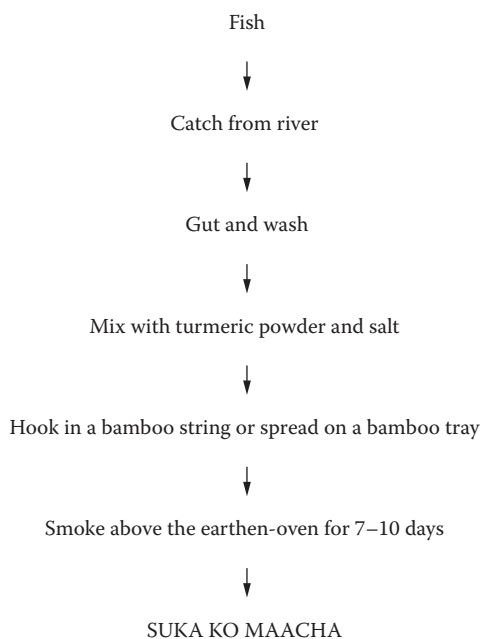 Fish
Catch from river
Gut and wash
Mix with turmeric powder and salt
Hook in a bamboo string or spread on a bamboo tray
Smoke above the earthen-oven for 7–10 days
SUKA KO MAACHA